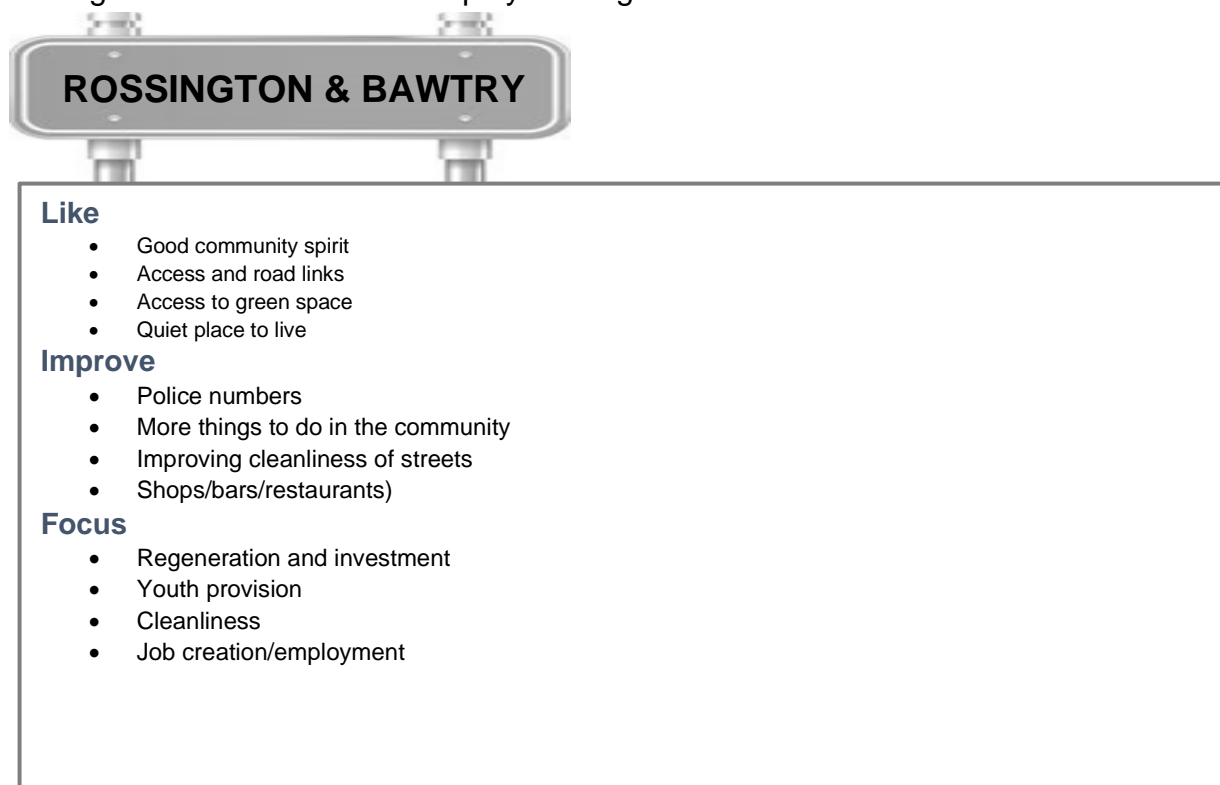 ROSSINGTON & BAWTRY
Like
• Good community spirit
• Access and road links
• Access to green space
• Quiet place to live
Improve
• Police numbers
• More things to do in the community
• Improving cleanliness of streets
• Shops/bars/restaurants)
Focus
• Regeneration and investment
• Youth provision
• Cleanliness
• Job creation/employment